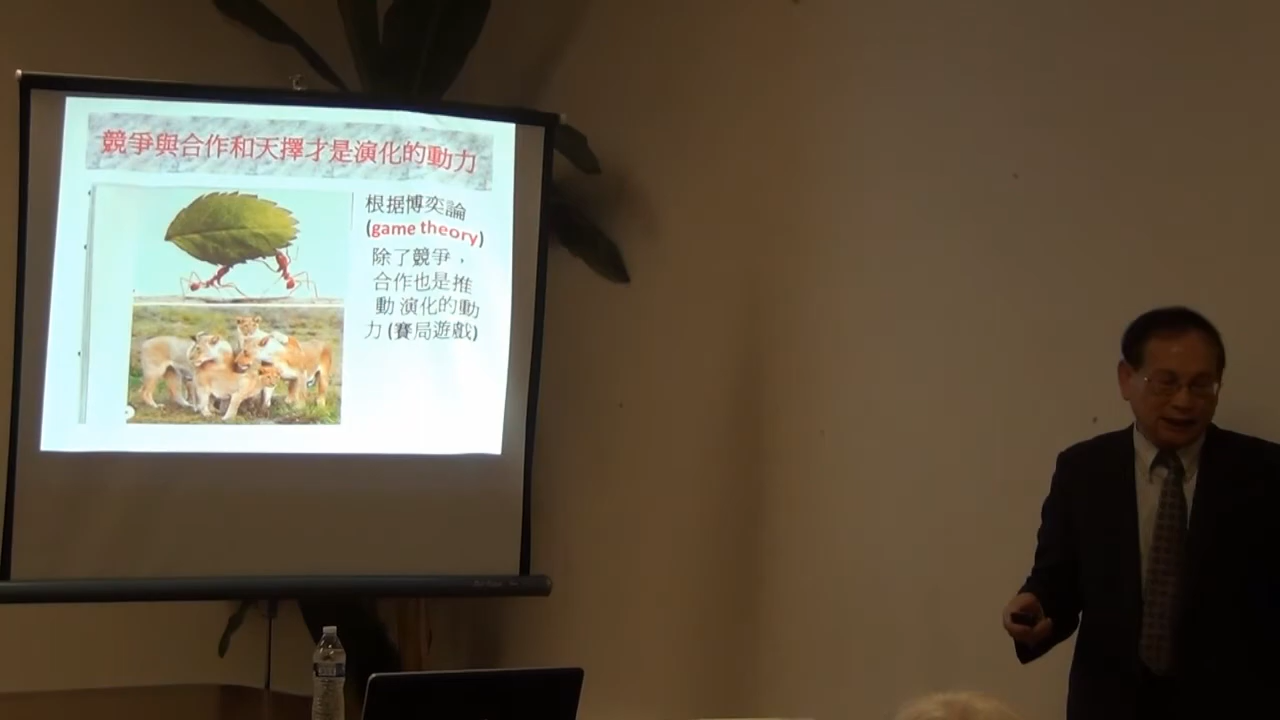 競爭與合作和天擇才是演化的動力
根据博奕論
(game theory)
除了競爭，
合作也是推
動 演化的動
力 (賽局遊戲)